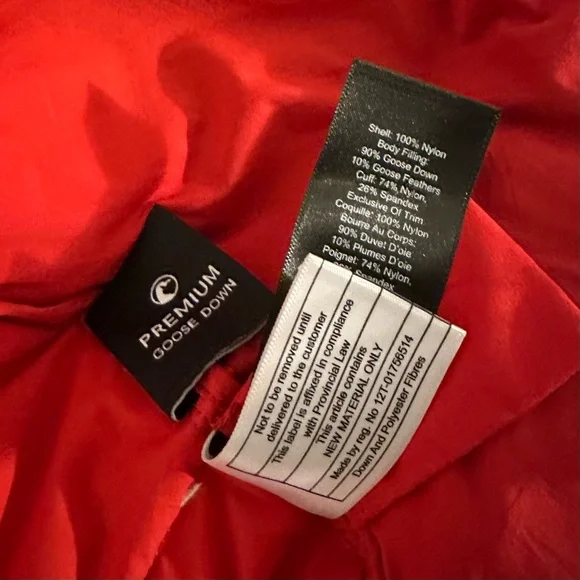 PREMIUM
GOOSE DOWN
Shell: 100% Nylon
Body Filling:
90% Goose Down
10% Goose Feathers
Cuff: 74% Nylon,
26% Spandex
Exclusive Of Trim
Coquille: 100% Nylon
Bourre Au Corps:
90% Duvet D'oie
10% Plumes D'oie
Poignet: 74% Nylon,
Spandex
Not to be removed until
delivered to the customer
This label is affixed in compliance
with Provincial Law
This article contains
NEW MATERIAL ONLY
Made by reg. No 12T-01756514
Down And Polyester Fibres